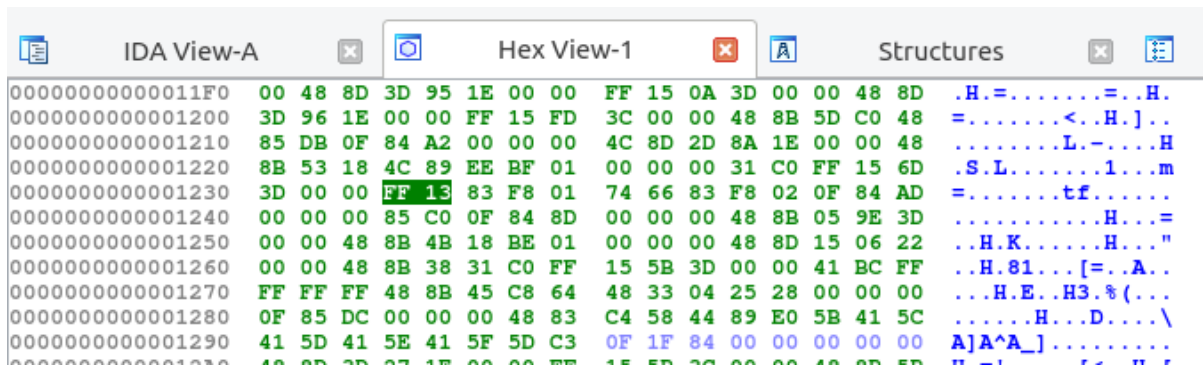 IDA View-A Hex View-1 Structures
00000000000011F0 00 48 8D 3D 95 1E 00 00 FF 15 0A 3D 00 00 48 8D .H.=.......=..H.
0000000000001200 3D 96 1E 00 00 FF 15 FD 3C 00 00 48 8B 5D C0 48 =.......<..H.]..
0000000000001210 85 DB 0F 84 A2 00 00 00 4C 8D 2D 8A 1E 00 00 48 ........L.-....H
0000000000001220 8B 53 18 4C 89 EE BF 01 00 00 00 31 C0 FF 15 6D .S.L.......1...m
0000000000001230 3D 00 00 FF 13 83 F8 01 74 66 83 F8 02 0F 84 AD =.......tf......
0000000000001240 00 00 00 85 C0 0F 84 8D 00 00 00 48 8B 05 9E 3D ...........H...=
0000000000001250 00 00 48 8B 4B 18 BE 01 00 00 00 48 8D 15 06 22 ..H.K......H..."
0000000000001260 00 00 48 8B 38 31 C0 FF 15 5B 3D 00 00 41 BC FF ..H.81...[=..A..
0000000000001270 FF FF FF 48 8B 45 C8 64 48 33 04 25 28 00 00 00 ...H.E..H3.%(...
0000000000001280 0F 85 DC 00 00 00 48 83 C4 58 44 89 E0 5B 41 5C ......H...D....\
0000000000001290 41 5D 41 5E 41 5F 5D C3 0F 1F 84 00 00 00 00 00 A]A^A_].........